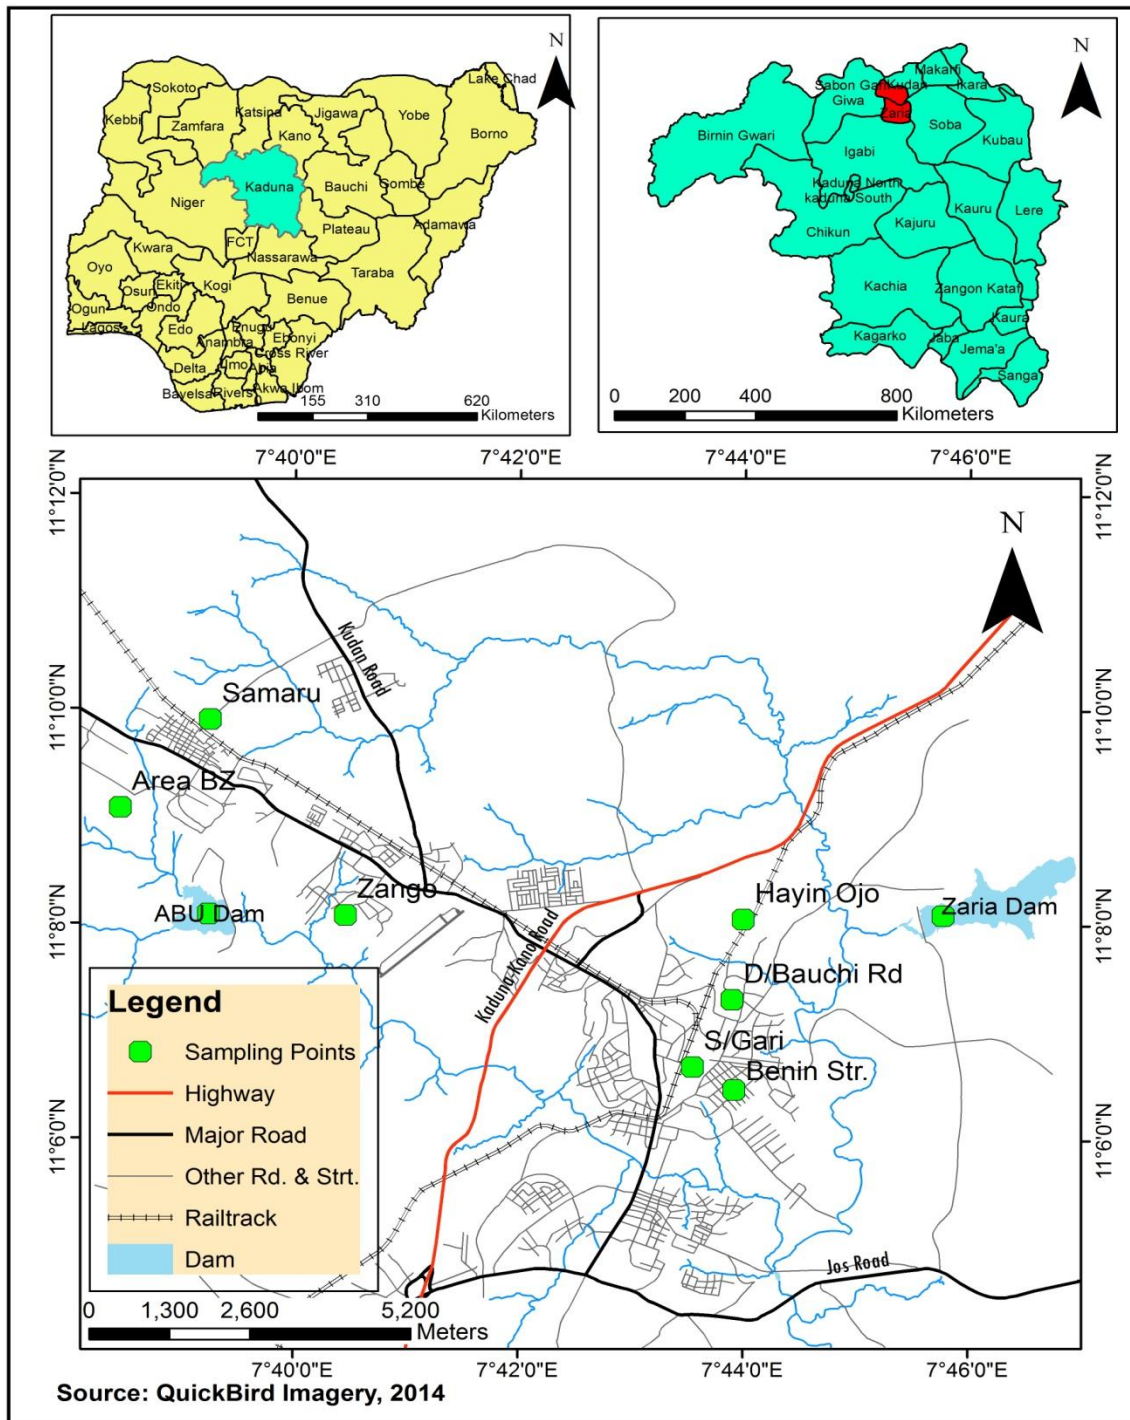 N
Lake Chad
Sokoto
Katsina
Jigawa
Yobe
Kebbi
Zamfara
Kano
Borno
Kaduna
Bauchi
Gombe
Niger
Adamawa
Plateau
FCT
Kwara
Nassarawa
Oyo
Taraba
Ekiti
Kogi
Osun
Benue
Ogun
Ondo
Lagos
Edo
Enugu
Anambra
Ebonyi
Cross River
Delta
Imo
Abia
Bayelsa
Rivers
Akwa Ibom
155 310 620
Kilometers
N
Makarfi
Sabon Gari
Kudan
Ikara
Giwa
Zaria
Soba
Birnin Gwari
Kubau
Igabi
Kaduna North
kaduna South
Kauru
Lere
Kajuru
Chikun
Kachia
Zangon Kataf
Kaura
Kagarko
Jaba
Jema'a
Sanga
0 200 400 800
Kilometers
7°40'0"E 7°42'0"E 7°44'0"E 7°46'0"E
11°12'0"N
11°12'0"N
N
Kudan Road
Samaru
11°10'0"N
11°10'0"N
Area BZ
Zango
Hayin Ojo
ABU Dam
Zaria Dam
11°8'0"N
11°8'0"N
Kaduna-Kano Road
D/Bauchi Rd
S/Gari
Benin Str.
11°6'0"N
11°6'0"N
Jos Road
Legend
Sampling Points
Highway
Major Road
Other Rd. & Strt.
Railtrack
Dam
0 1,300 2,600 5,200
Meters
7°40'0"E 7°42'0"E 7°44'0"E 7°46'0"E
Source: QuickBird Imagery, 2014